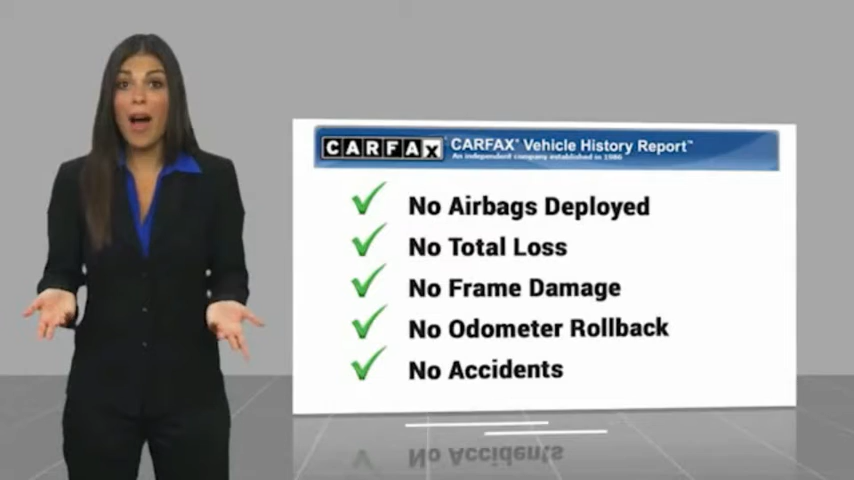 CARFAX CARFAX® Vehicle History Report™
An independent company established in 1986
No Airbags Deployed
No Total Loss
No Frame Damage
No Odometer Rollback
No Accidents
No Accidents